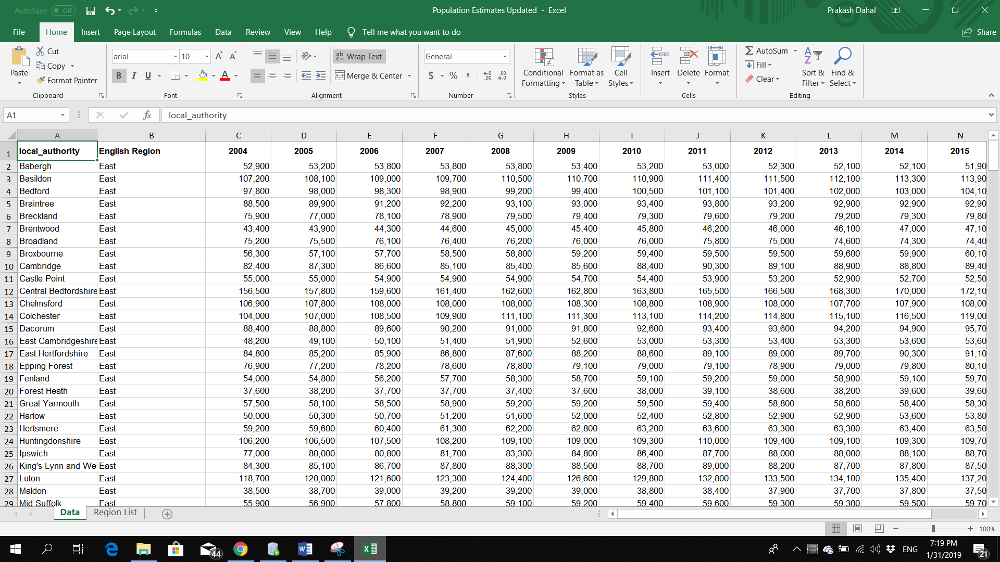 AutoSave Off Population Estimates Updated - Excel Prakash Dahal
File Home Insert Page Layout Formulas Data Review View Help Tell me what you want to do Share
Paste Cut Copy Format Painter Clipboard
arial 10 A A B I U A Font
ab Wrap Text Merge & Center Alignment
General $ % , .00 .00 Number
Conditional Formatting Format as Table Cell Styles Styles
Insert Delete Format Cells
AutoSum Fill Clear Sort & Filter Find & Select Editing
A1 fx local_authority
A B C D E F G H I J K L M N
1 local_authority English Region 2004 2005 2006 2007 2008 2009 2010 2011 2012 2013 2014 2015
2 Babergh East 52,900 53,200 53,800 53,800 53,800 53,400 53,200 53,000 52,300 52,100 52,100 51,90
3 Basildon East 107,200 108,100 109,000 109,700 110,500 110,700 110,900 111,400 111,500 112,100 113,300 113,90
4 Bedford East 97,800 98,000 98,300 98,900 99,200 99,400 100,500 101,100 101,400 102,000 103,000 104,10
5 Braintree East 88,500 89,900 91,200 92,200 93,100 93,000 93,400 93,800 93,200 92,900 92,900 92,90
6 Breckland East 75,900 77,000 78,100 78,900 79,500 79,400 79,300 79,600 79,200 79,200 79,300 79,80
7 Brentwood East 43,400 43,900 44,300 44,600 45,000 45,400 45,800 46,200 46,000 46,100 47,000 47,10
8 Broadland East 75,200 75,500 76,100 76,400 76,200 76,000 76,000 75,800 75,000 74,600 74,300 74,40
9 Broxbourne East 56,300 57,100 57,700 58,500 58,800 59,200 59,400 59,500 59,500 59,600 59,900 60,10
10 Cambridge East 82,400 87,300 86,600 85,100 85,400 85,600 88,400 90,300 89,100 88,900 88,800 89,40
11 Castle Point East 55,000 55,000 54,900 54,900 54,900 54,700 54,400 53,900 53,200 52,900 52,700 52,50
12 Central Bedfordshire East 156,500 157,800 159,600 161,400 162,600 162,800 163,800 165,500 166,500 168,300 170,000 172,10
13 Chelmsford East 106,900 107,800 108,000 108,000 108,000 108,300 108,800 108,900 108,000 107,700 107,900 108,00
14 Colchester East 104,000 107,000 108,500 109,900 111,100 111,300 113,100 114,200 114,800 115,100 116,500 119,00
15 Dacorum East 88,400 88,800 89,600 90,200 91,000 91,800 92,600 93,400 93,600 94,200 94,900 95,70
16 East Cambridgeshire East 48,200 49,100 50,100 51,400 51,900 52,600 53,000 53,300 53,400 53,300 53,600 53,60
17 East Hertfordshire East 84,800 85,200 85,900 86,800 87,600 88,200 88,600 89,100 89,000 89,700 90,300 91,10
18 Epping Forest East 76,900 77,200 78,200 78,600 78,800 79,100 79,000 79,100 78,900 79,000 79,800 80,10
19 Fenland East 54,000 54,800 56,200 57,700 58,300 58,700 59,100 59,200 59,000 58,900 59,100 59,70
20 Forest Heath East 37,600 38,200 37,700 37,700 37,400 37,600 38,000 39,100 38,600 38,200 39,600 39,60
21 Great Yarmouth East 57,500 58,100 58,500 58,900 59,200 59,200 59,500 59,400 58,800 58,600 58,400 58,30
22 Harlow East 50,000 50,300 50,700 51,200 51,600 52,000 52,400 52,800 52,900 52,900 53,600 53,80
23 Hertsmere East 59,200 59,600 60,400 61,300 62,200 62,800 63,200 63,600 63,300 63,300 63,400 63,50
24 Huntingdonshire East 106,200 106,500 107,500 108,200 109,100 109,000 109,300 110,000 109,400 109,100 109,300 109,70
25 Ipswich East 77,000 80,000 80,800 81,700 83,300 84,800 86,400 87,700 88,000 88,000 88,100 88,70
26 King's Lynn and We East 84,300 85,100 86,700 87,800 88,300 88,500 88,700 89,000 88,200 87,700 87,800 87,50
27 Luton East 118,700 120,000 121,600 123,300 124,400 126,600 129,800 132,800 133,500 134,100 135,400 137,20
28 Maldon East 38,500 38,700 39,000 39,200 39,200 39,000 38,800 38,400 37,900 37,700 37,800 37,50
29 Mid Suffolk East 55,900 56,900 57,800 58,800 59,100 59,200 59,400 59,600 59,300 59,300 59,500 59,70
Data Region List
100%
44 ENG 7:19 PM 1/31/2019 21